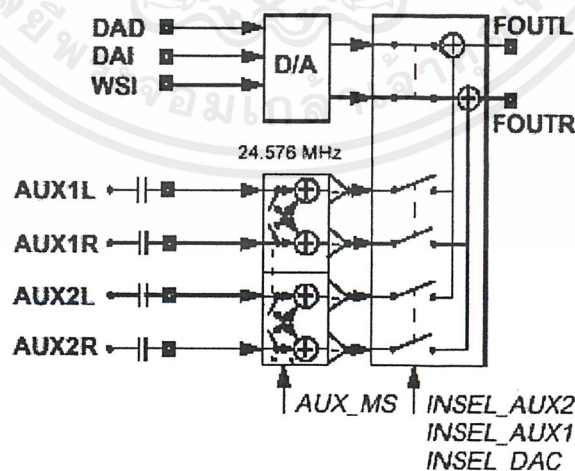 DAD
DAI
WSI
D/A
FOUTL
FOUTR
24.576 MHz
AUX1L
AUX1R
AUX2L
AUX2R
AUX_MS
INSEL_AUX2
INSEL_AUX1
INSEL_DAC